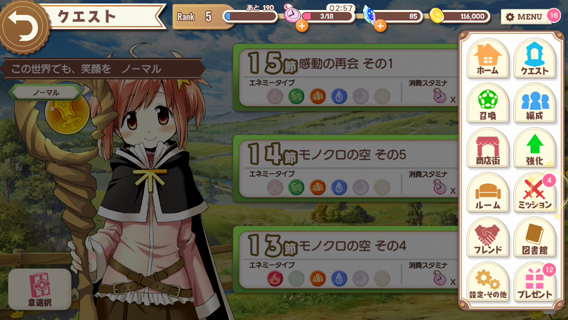 クエスト
Rank 5
あと 190
02:57
3/18
85
116,000
MENU
16
この世界でも、笑顔を ノーマル
ノーマル
15節 感動の再会 その1
エネミータイプ
消費スタミナ
x
14節 モノクロの空 その5
エネミータイプ
消費スタミナ
x
13節 モノクロの空 その4
エネミータイプ
消費スタミナ
x
章選択
ホーム
クエスト
召喚
編成
商店街
強化
ルーム
4
ミッション
フレンド
図書館
設定・その他
12
プレゼント